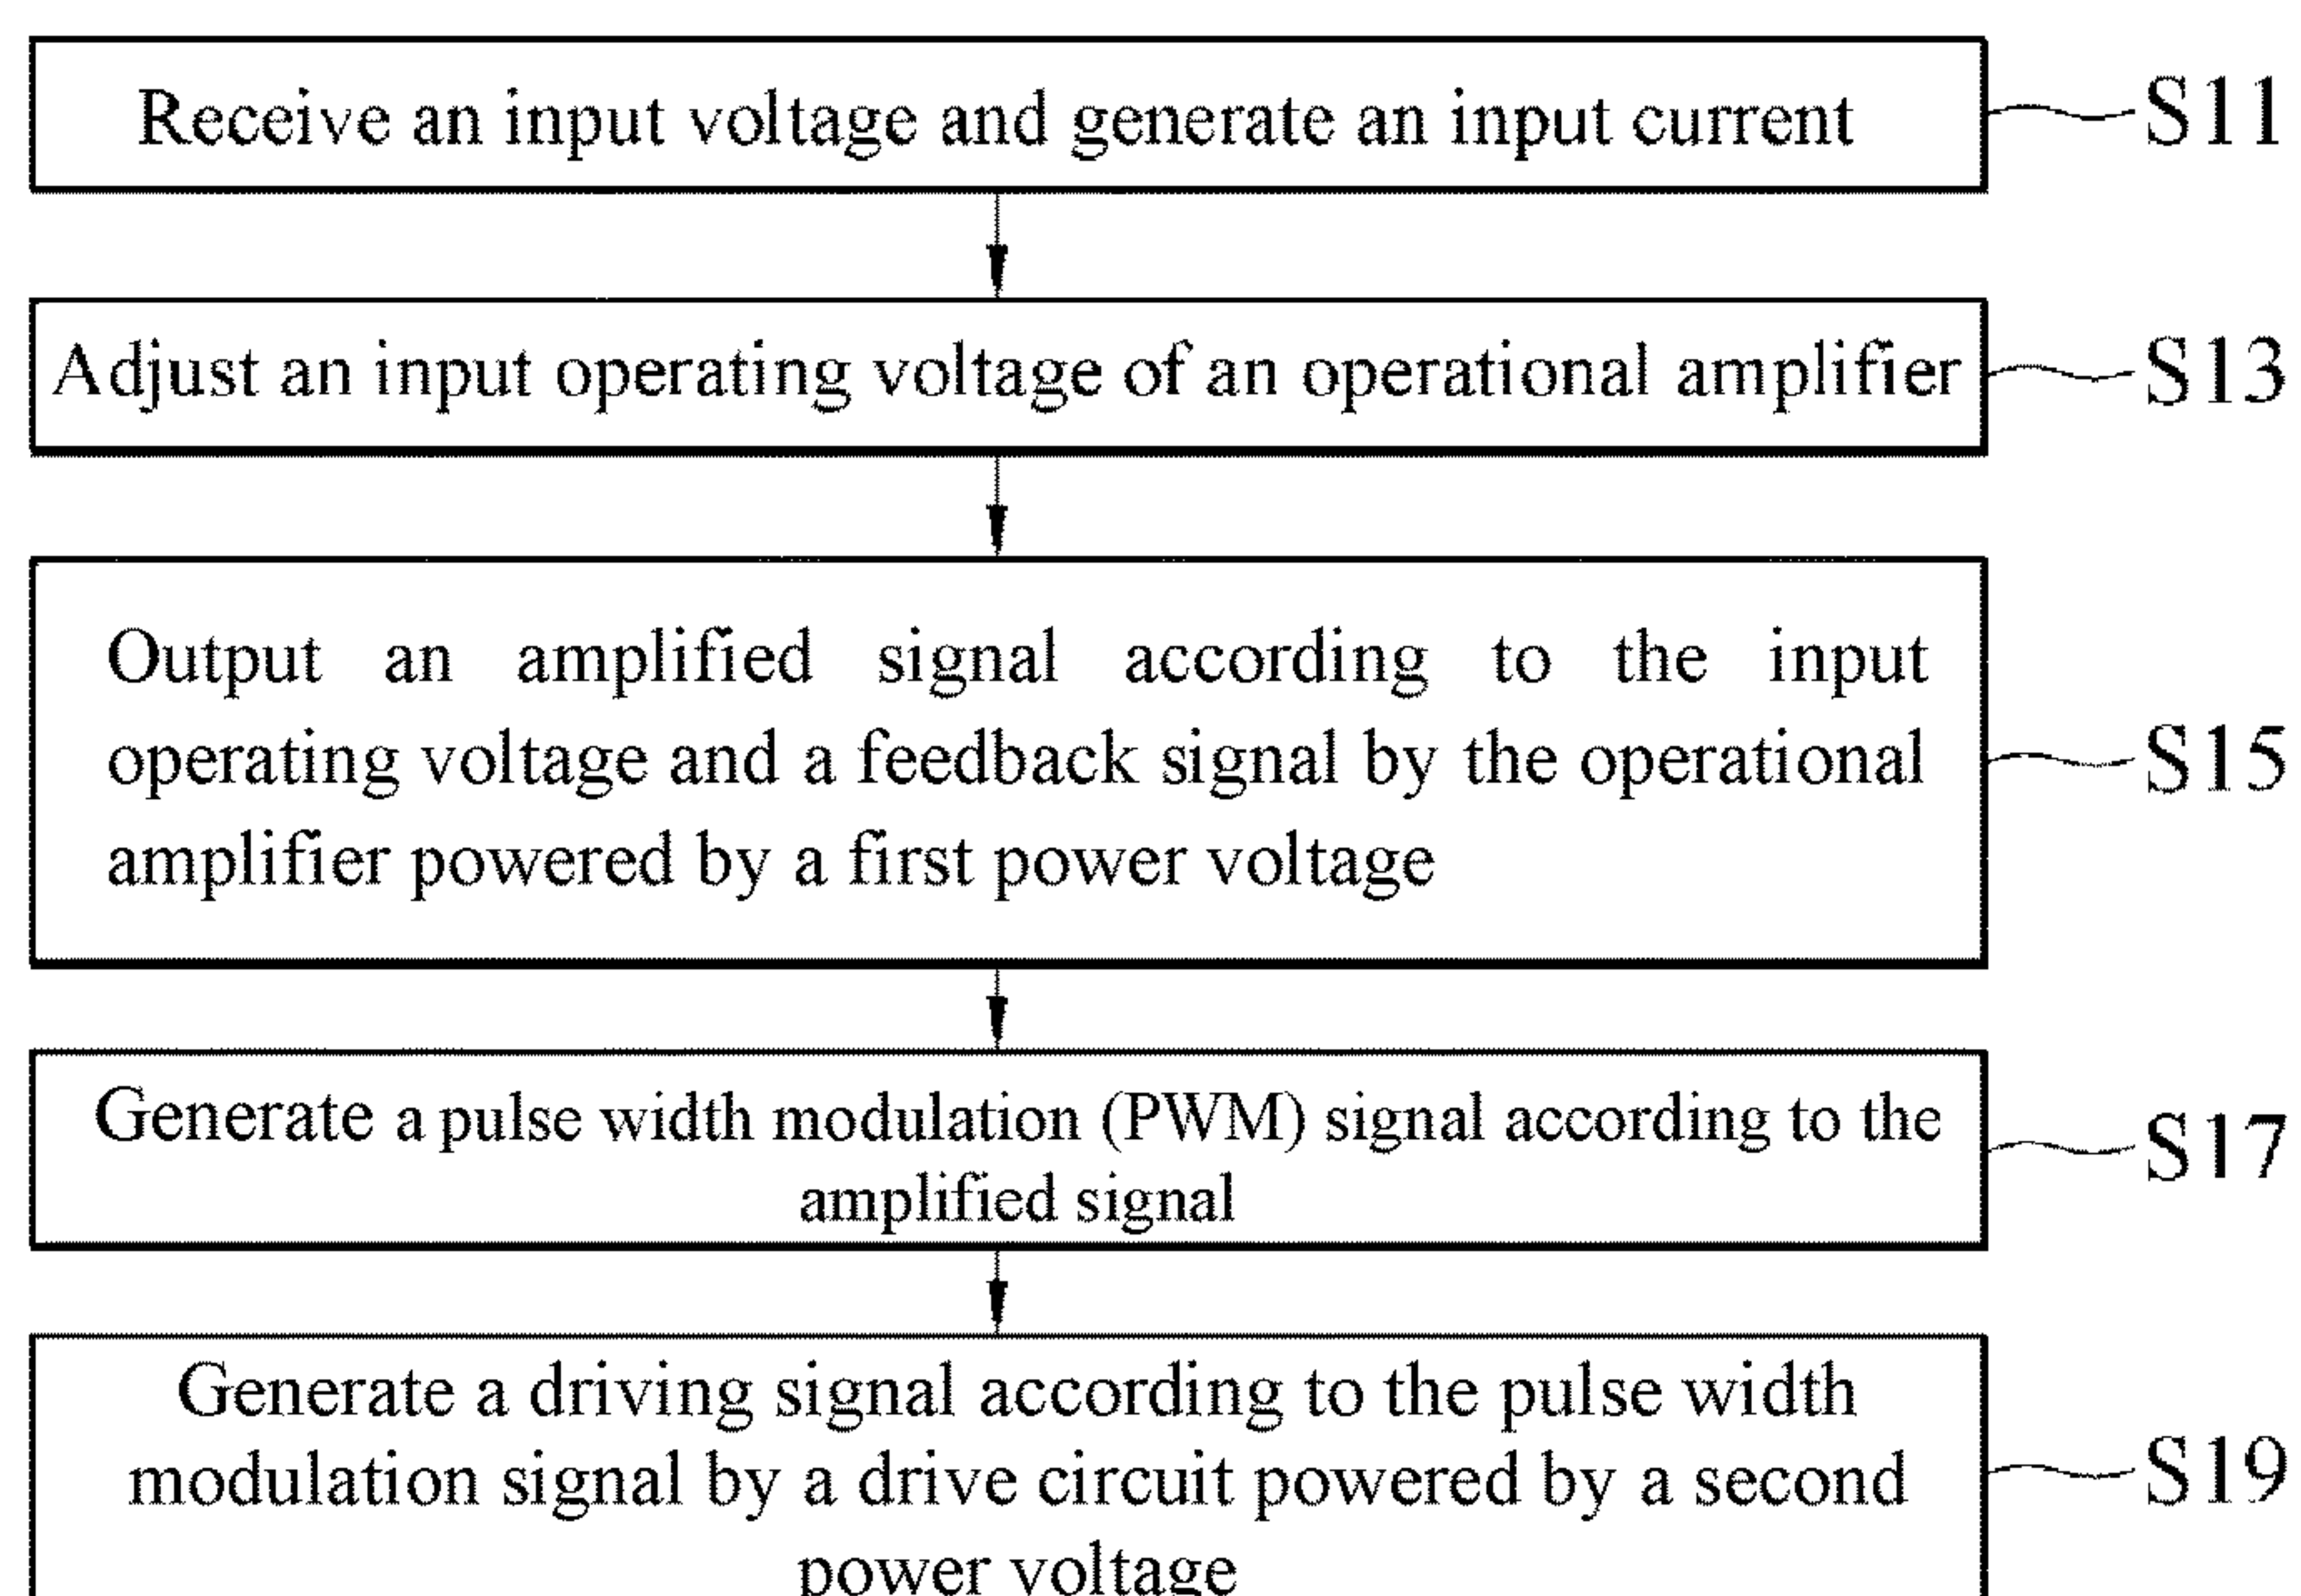 Receive an input voltage and generate an input current S11
Adjust an input operating voltage of an operational amplifier S13
Output an amplified signal according to the input
operating voltage and a feedback signal by the operational S15
amplifier powered by a first power voltage
Generate a pulse width modulation (PWM) signal according to the S17
amplified signal
Generate a driving signal according to the pulse width
modulation signal by a drive circuit powered by a second S19
power voltage